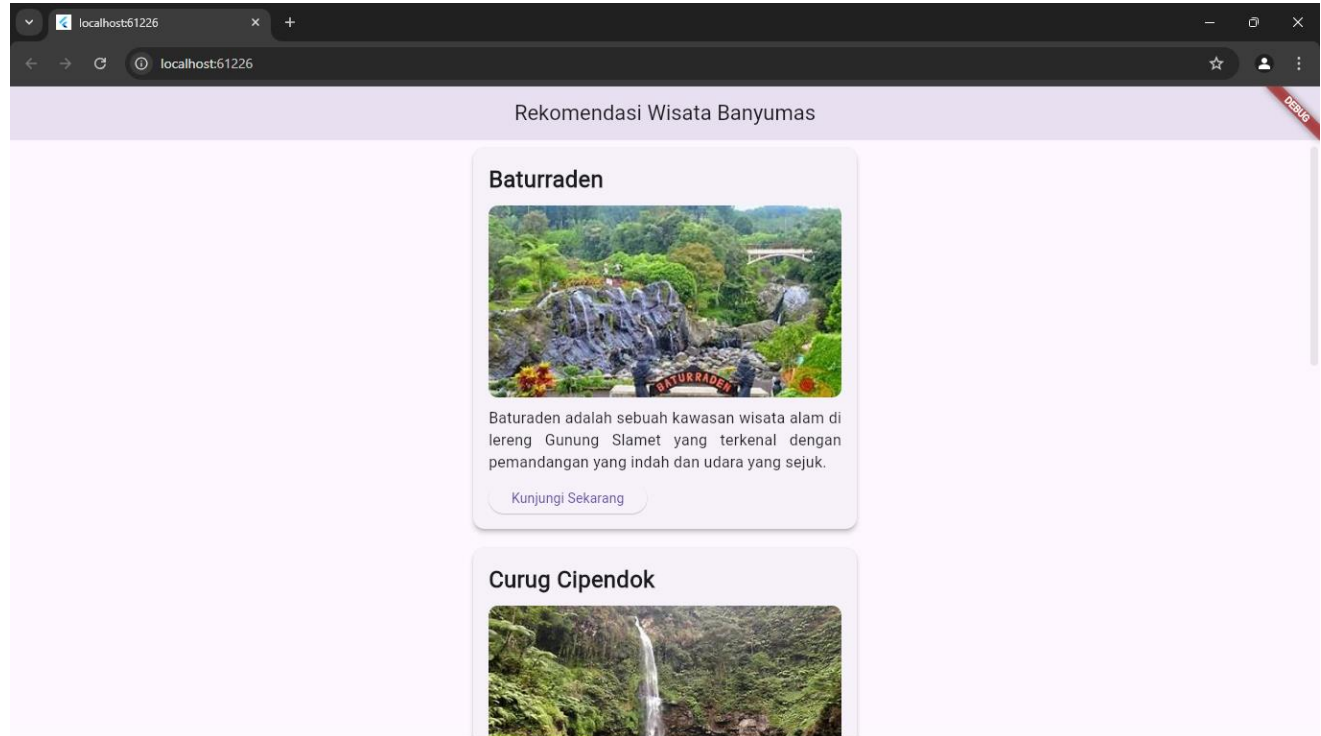 localhost:61226
localhost:61226
Rekomendasi Wisata Banyumas
DEBUG
Baturraden
BATURRADEN
Baturaden adalah sebuah kawasan wisata alam di
lereng Gunung Slamet yang terkenal dengan
pemandangan yang indah dan udara yang sejuk.
Kunjungi Sekarang
Curug Cipendok